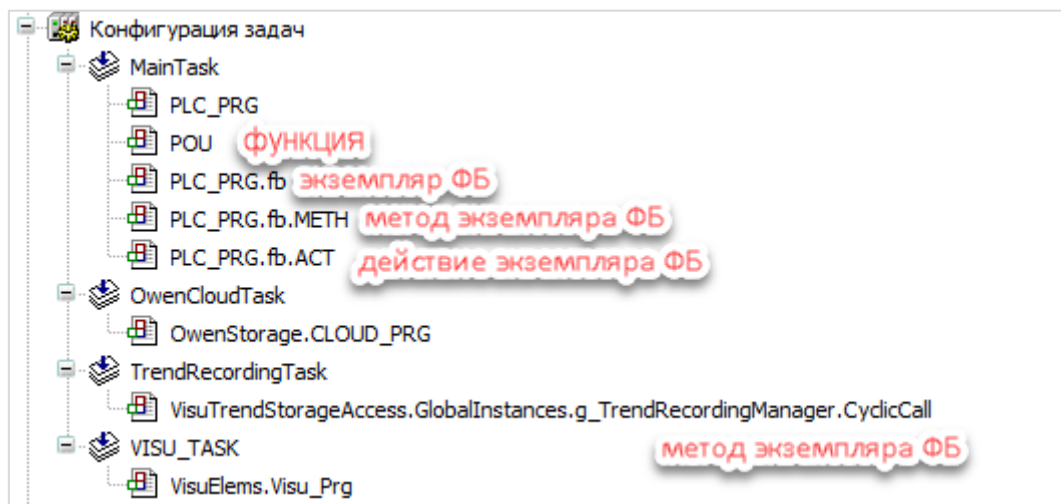 Конфигурация задач
MainTask
PLC_PRG
POU функция
PLC_PRG.fb экземпляр ФБ
PLC_PRG.fb.METH метод экземпляра ФБ
PLC_PRG.fb.ACT действие экземпляра ФБ
OwenCloudTask
OwenStorage.CLOUD_PRG
TrendRecordingTask
VisuTrendStorageAccess.GlobalInstances.g_TrendRecordingManager.CyclicCall
VISU_TASK метод экземпляра ФБ
VisuElems.Visu_Prg